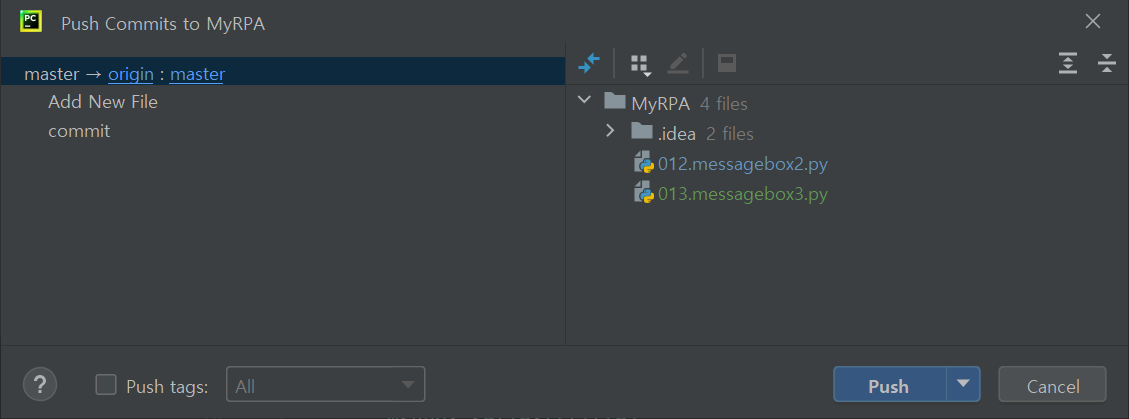 PC
Push Commits to MyRPA
master → origin : master
Add New File
commit
MyRPA 4 files
.idea 2 files
012.messagebox2.py
013.messagebox3.py
?
Push tags:
All
Push
Cancel